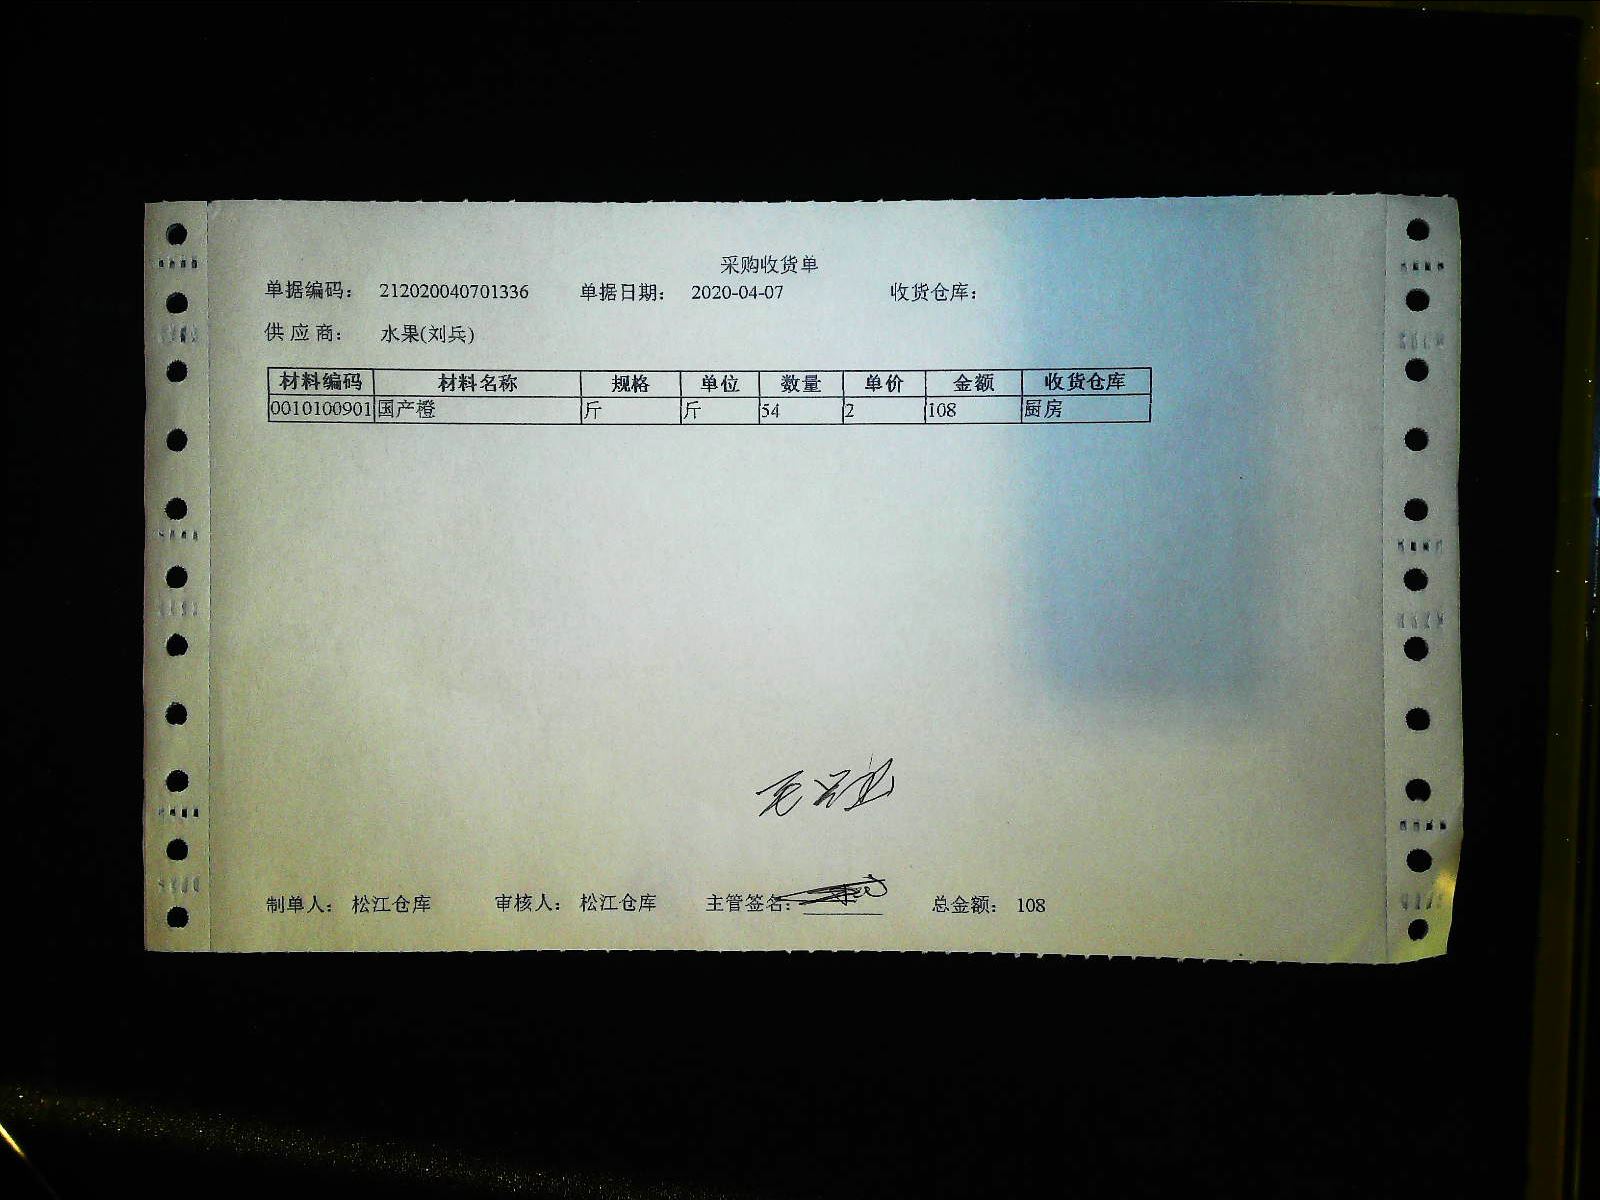 采购收货单
单据编码： 212020040701336 单据日期： 2020-04-07 收货仓库：
供应商： 水果(刘兵)
材料编码 材料名称 规格 单位 数量 单价 金额 收货仓库
0010100901 国产橙 斤 斤 54 2 108 厨房
制单人： 松江仓库 审核人： 松江仓库 主管签名： 总金额： 108